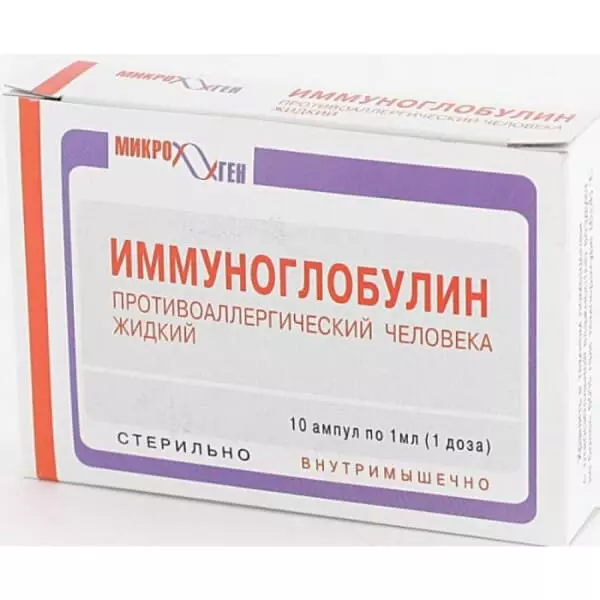 МИКРОГЕН
ИММУНОГЛОБУЛИН
ПРОТИВОАЛЛЕРГИЧЕСКИЙ ЧЕЛОВЕКА
ЖИДКИЙ
МИКРОГЕН
ИММУНОГЛОБУЛИН
ПРОТИВОАЛЛЕРГИЧЕСКИЙ ЧЕЛОВЕКА
ЖИДКИЙ
10 ампул по 1мл (1 доза)
СТЕРИЛЬНО
ВНУТРИМЫШЕЧНО